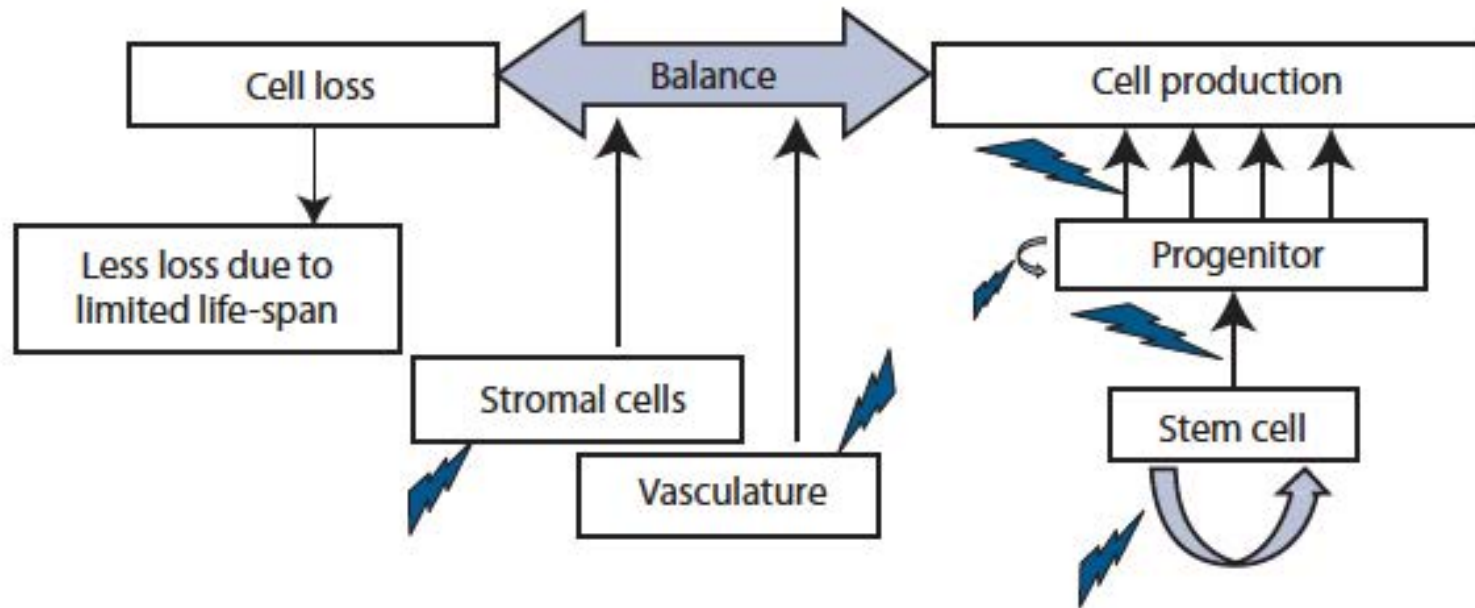 Cell loss
Balance
Cell production
Less loss due to
limited life-span
Progenitor
Stromal cells
Stem cell
Vasculature